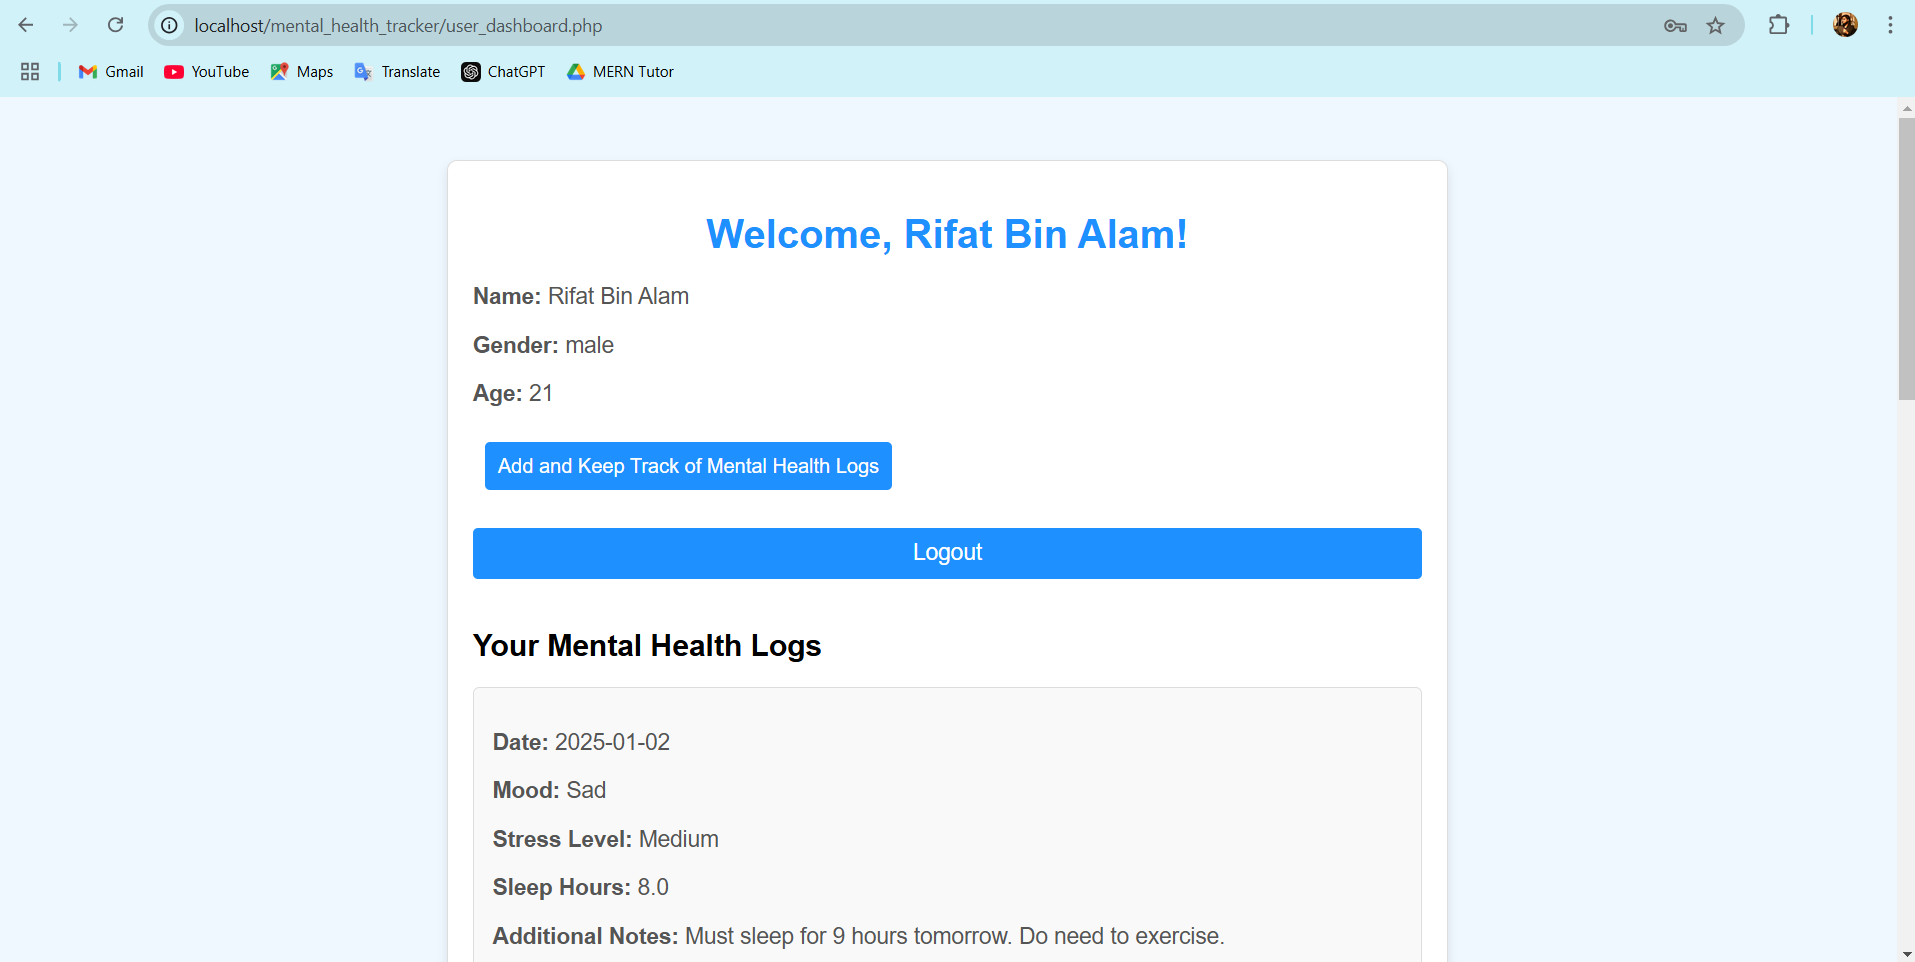 localhost/mental_health_tracker/user_dashboard.php
Gmail YouTube Maps Translate ChatGPT MERN Tutor
Welcome, Rifat Bin Alam!
Name: Rifat Bin Alam
Gender: male
Age: 21
Add and Keep Track of Mental Health Logs
Logout
Your Mental Health Logs
Date: 2025-01-02
Mood: Sad
Stress Level: Medium
Sleep Hours: 8.0
Additional Notes: Must sleep for 9 hours tomorrow. Do need to exercise.